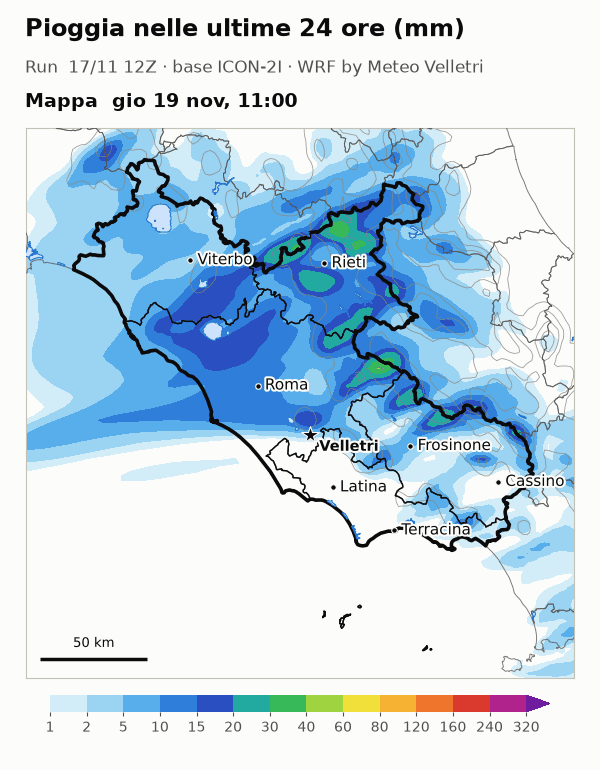 Pioggia nelle ultime 24 ore (mm)
Run  17/11 12Z · base ICON-2I · WRF by Meteo Velletri
Mappa  gio 19 nov, 11:00
Viterbo
Rieti
Roma
Velletri
Frosinone
Latina
Cassino
Terracina
50 km
1 2 5 10 15 20 30 40 60 80 120 160 240 320